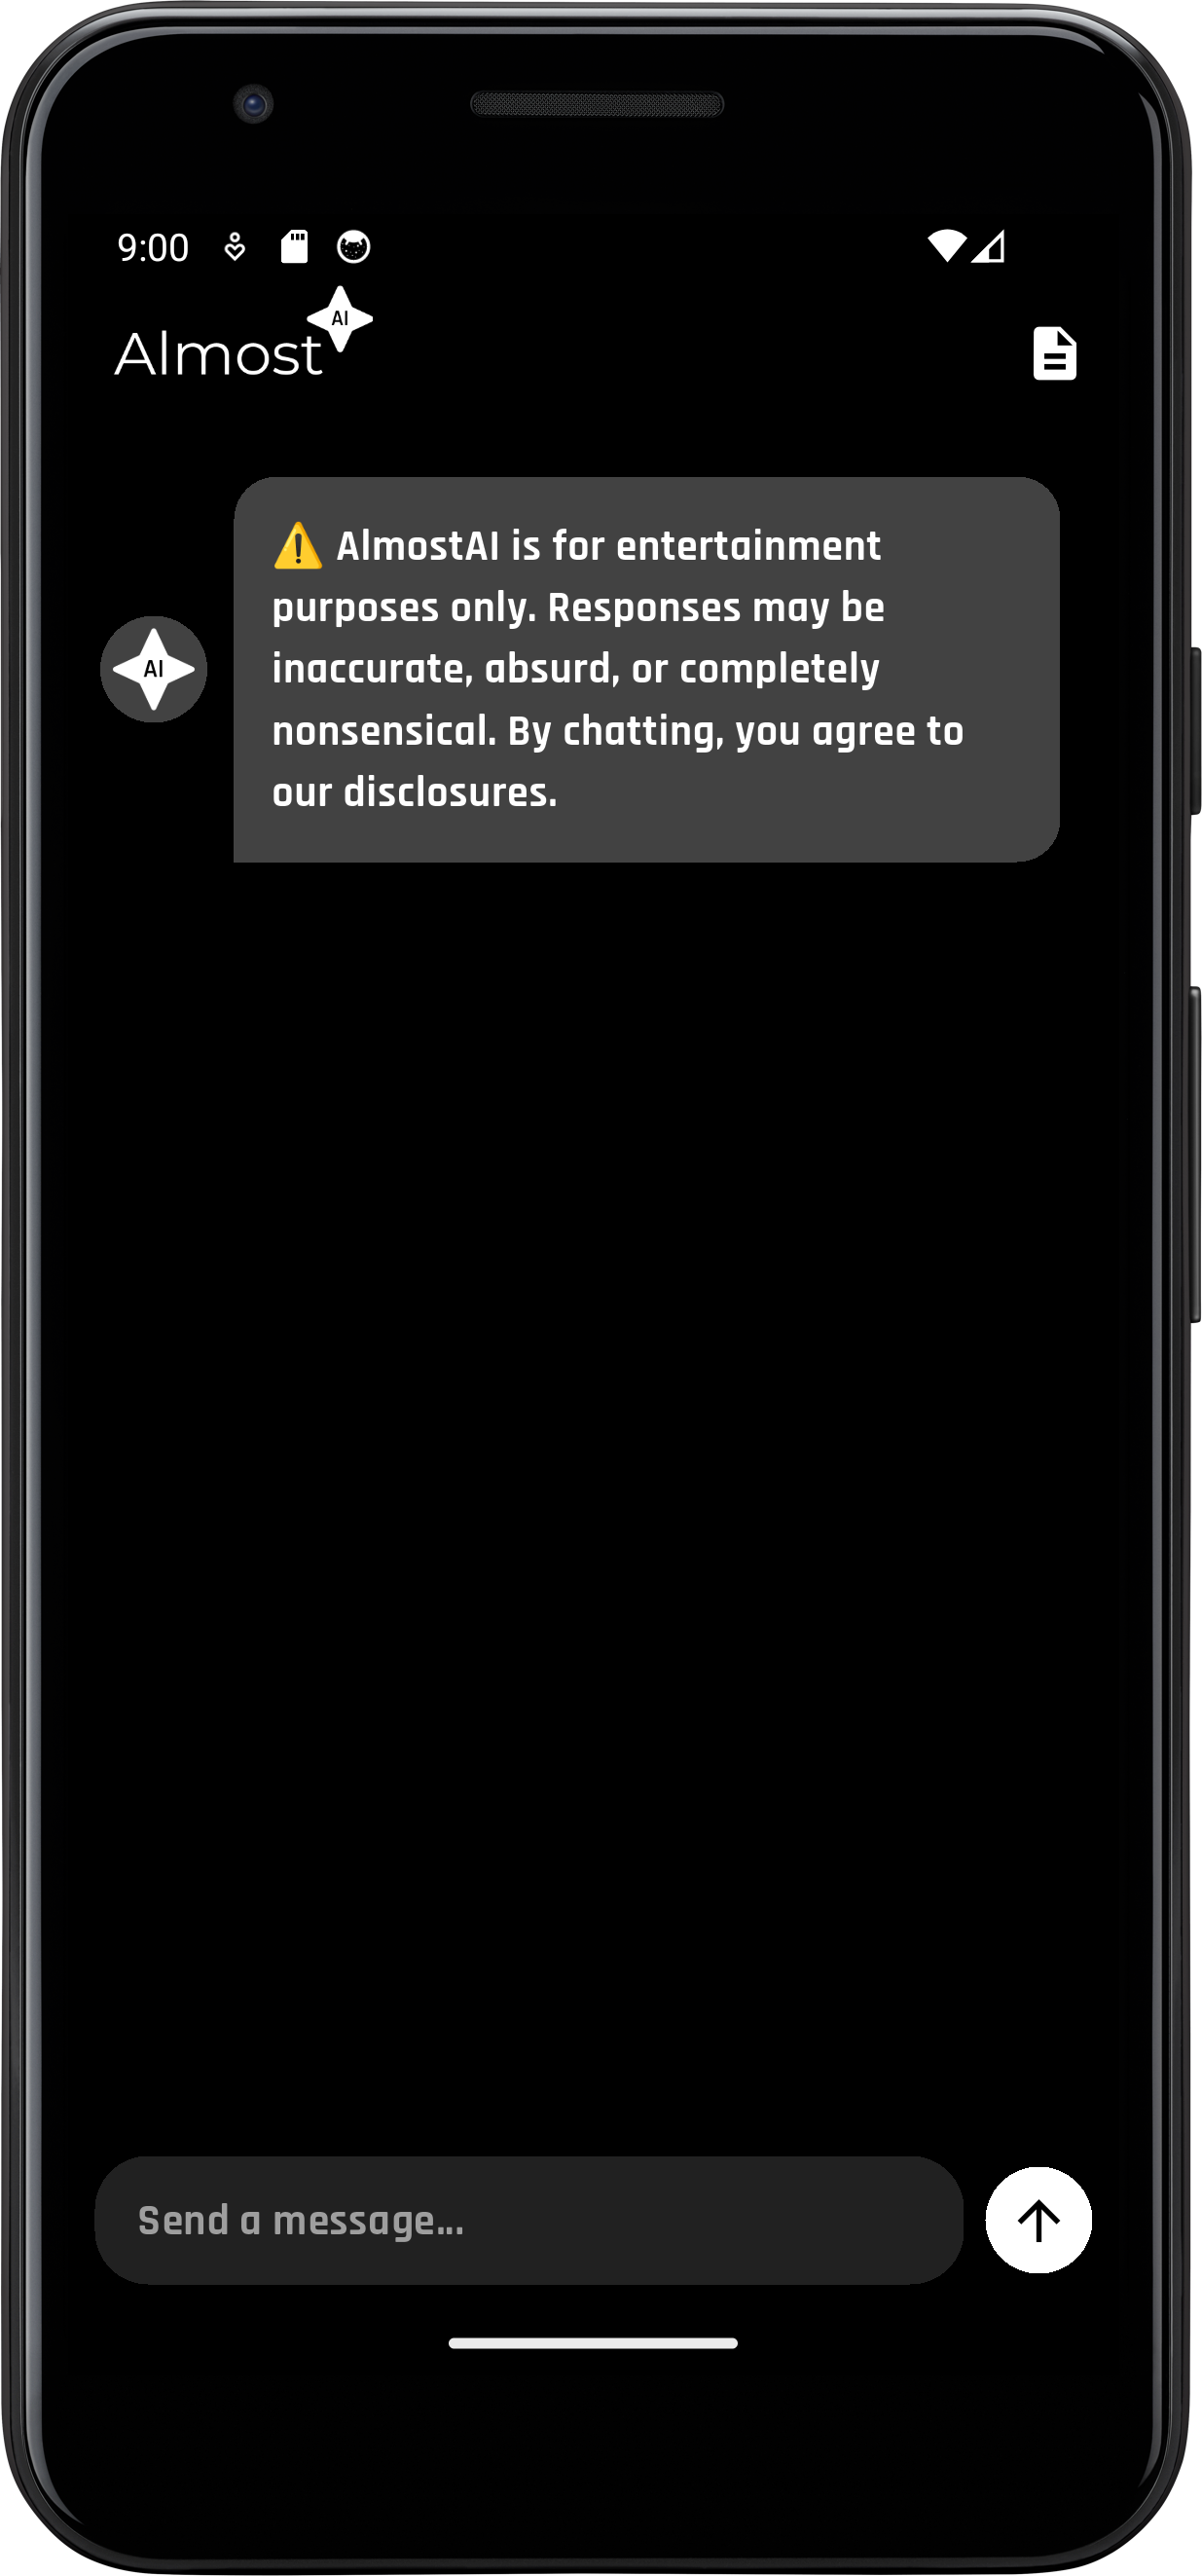 9:00
Almost AI
⚠️ AlmostAI is for entertainment
purposes only. Responses may be
inaccurate, absurd, or completely
nonsensical. By chatting, you agree to
our disclosures.
AI
Send a message...